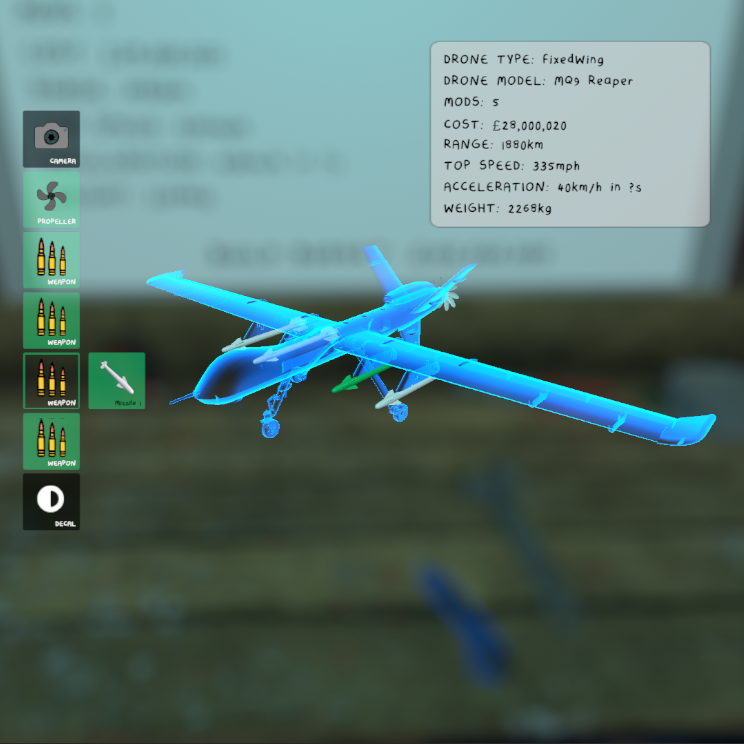 DRONE TYPE: FixedWing
DRONE MODEL: MQ9 Reaper
MODS: 5
COST: £28,000,020
RANGE: 1880km
TOP SPEED: 335mph
ACCELERATION: 40km/h in ?s
WEIGHT: 2268kg
CAMERA
PROPELLER
WEAPON
WEAPON
WEAPON
Missile 1
WEAPON
DECAL